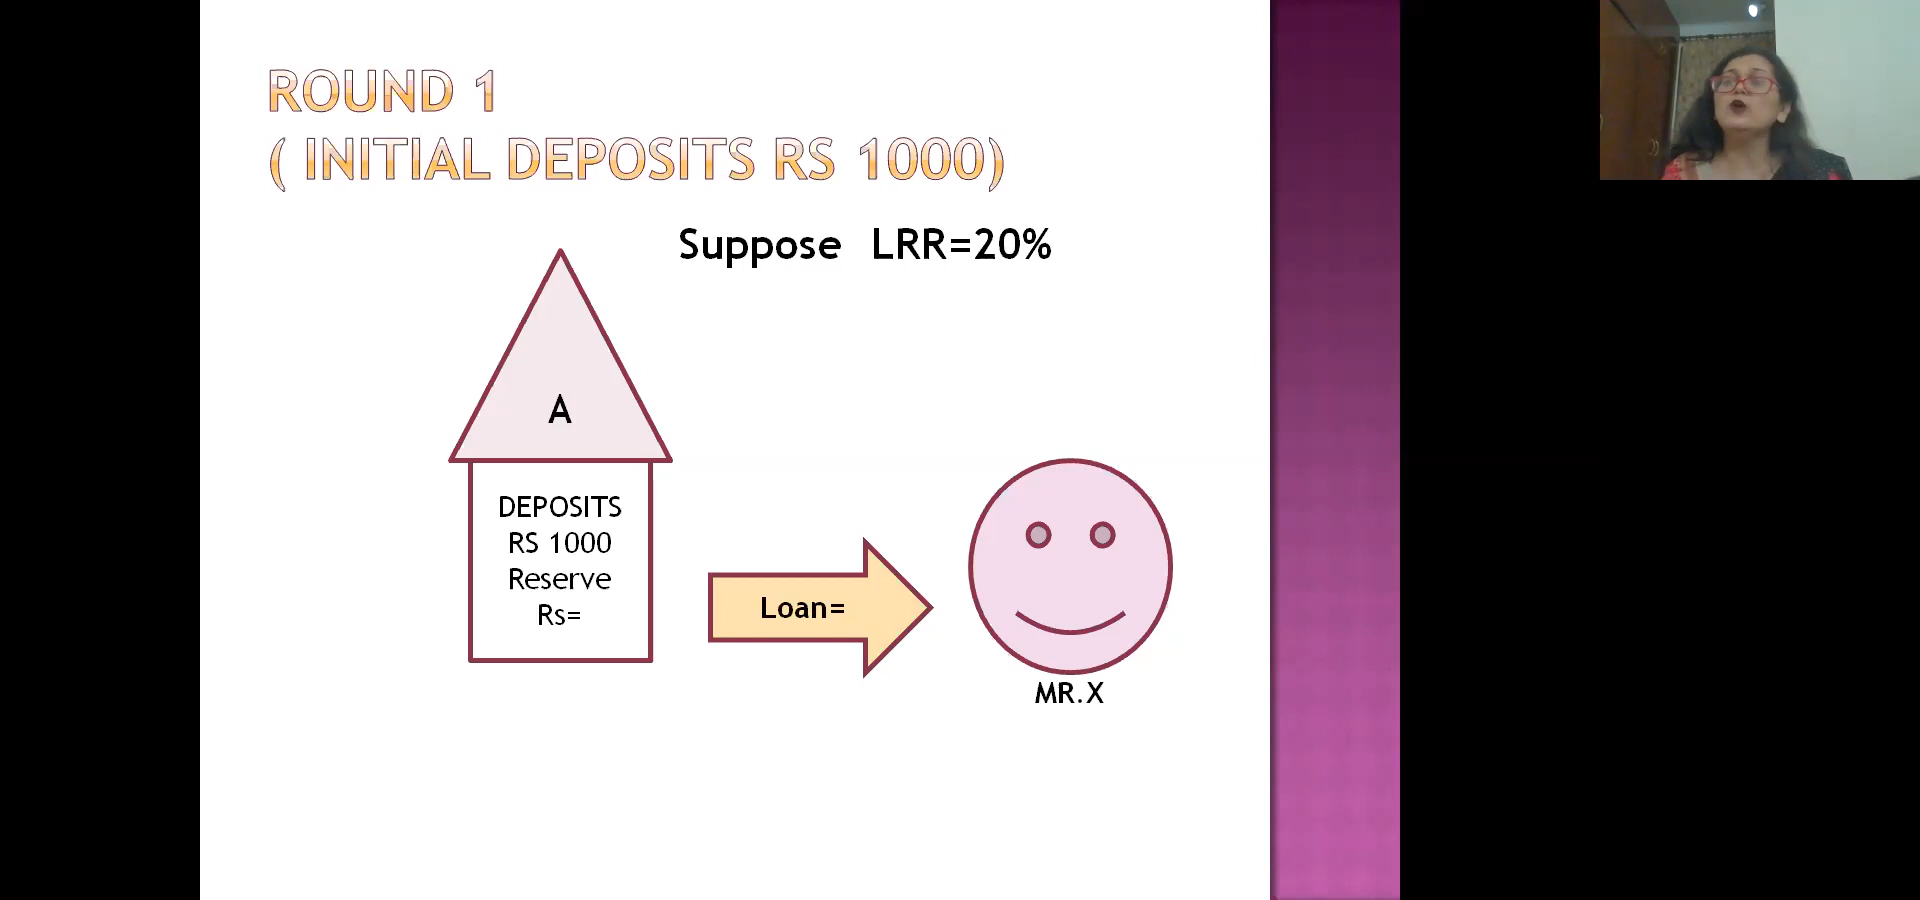 ROUND 1
( INITIAL DEPOSITS RS 1000)
Suppose LRR=20%
A
DEPOSITS
RS 1000
Reserve
Rs=
Loan=
MR.X